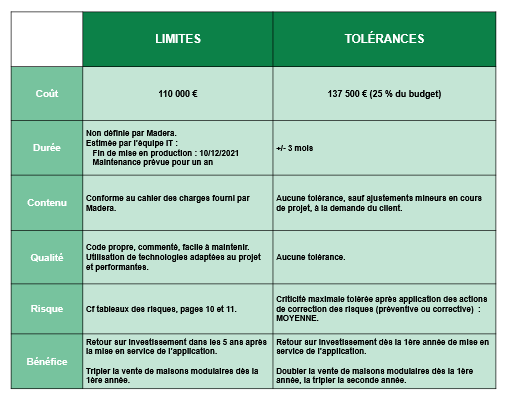 LIMITES
TOLÉRANCES
Coût
110 000 €
137 500 € (25 % du budget)
Durée
Non définie par Madera.
Estimée par l'équipe IT :
Fin de mise en production : 10/12/2021
Maintenance prévue pour un an
+/- 3 mois
Contenu
Conforme au cahier des charges fourni par
Madera.
Aucune tolérance, sauf ajustements mineurs en cours
de projet, à la demande du client.
Qualité
Code propre, commenté, facile à maintenir.
Utilisation de technologies adaptées au projet
et performantes.
Aucune tolérance.
Risque
Cf tableaux des risques, pages 10 et 11.
Criticité maximale tolérée après application des actions
de correction des risques (préventive ou corrective) :
MOYENNE.
Bénéfice
Retour sur investissement dans les 5 ans après
la mise en service de l'application.
Tripler la vente de maisons modulaires dès la
1ère année.
Retour sur investissement dès la 1ère année de mise en
service de l'application.
Doubler la vente de maisons modulaires dès la 1ère
année, la tripler la seconde année.